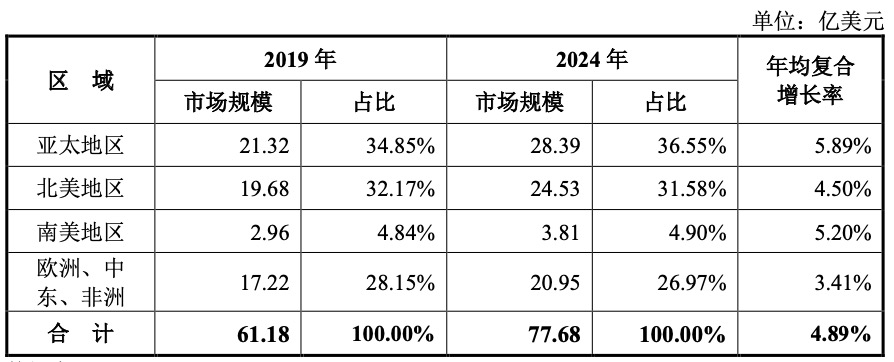 单位：亿美元
区 域 2019 年 2024 年 年均复合增长率
市场规模 占比 市场规模 占比
亚太地区 21.32 34.85% 28.39 36.55% 5.89%
北美地区 19.68 32.17% 24.53 31.58% 4.50%
南美地区 2.96 4.84% 3.81 4.90% 5.20%
欧洲、中东、非洲 17.22 28.15% 20.95 26.97% 3.41%
合 计 61.18 100.00% 77.68 100.00% 4.89%